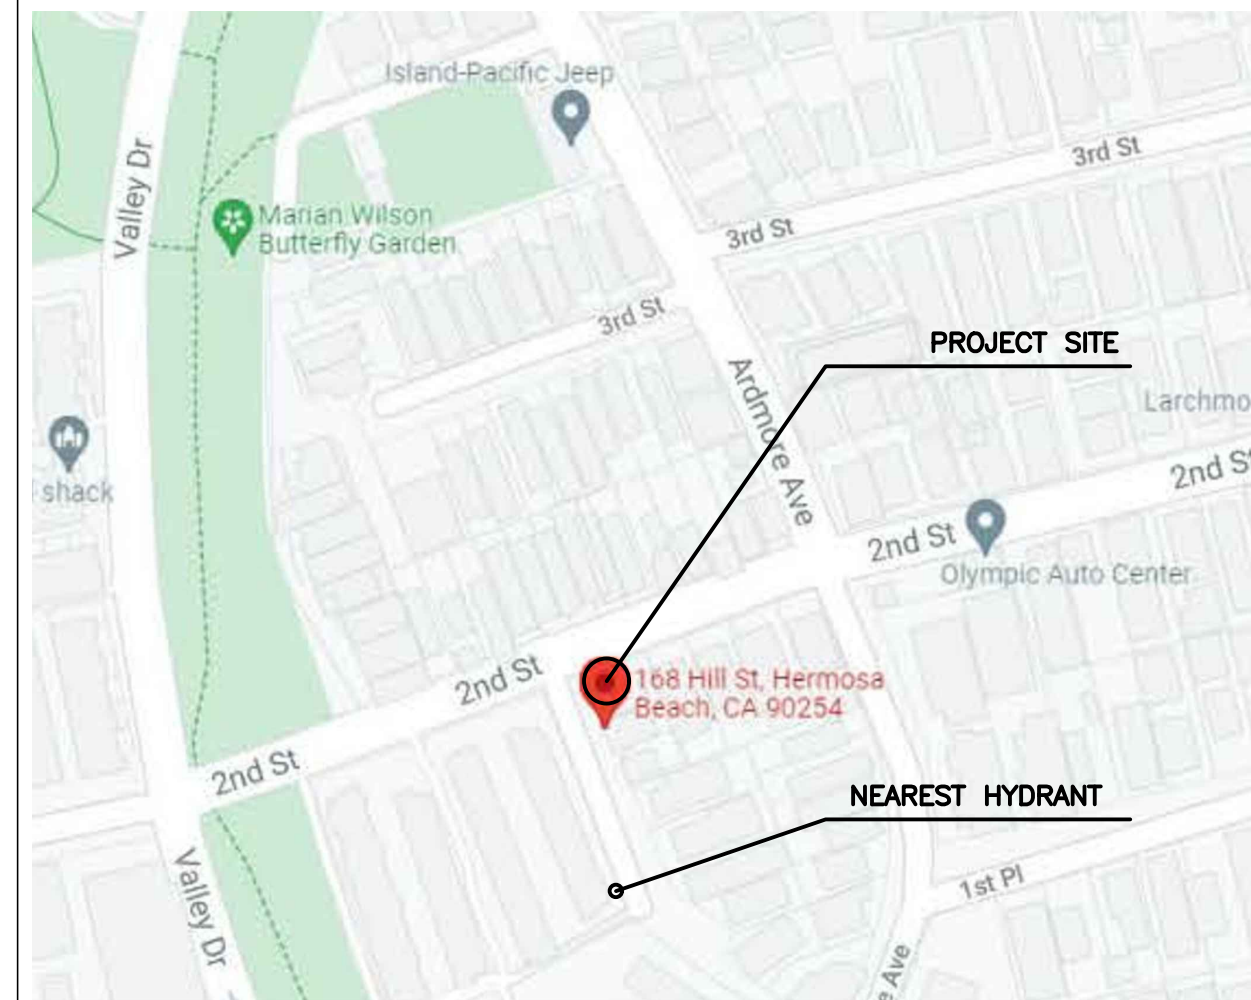 Island-Pacific Jeep
Valley Dr
3rd St
Marian Wilson
Butterfly Garden
3rd St
3rd St
PROJECT SITE
Ardmore Ave
Larchmo
shack
2nd S
2nd St
Olympic Auto Center
2nd St
168 Hill St, Hermosa
Beach, CA 90254
2nd St
NEAREST HYDRANT
Valley Dr
1st Pl
e Ave